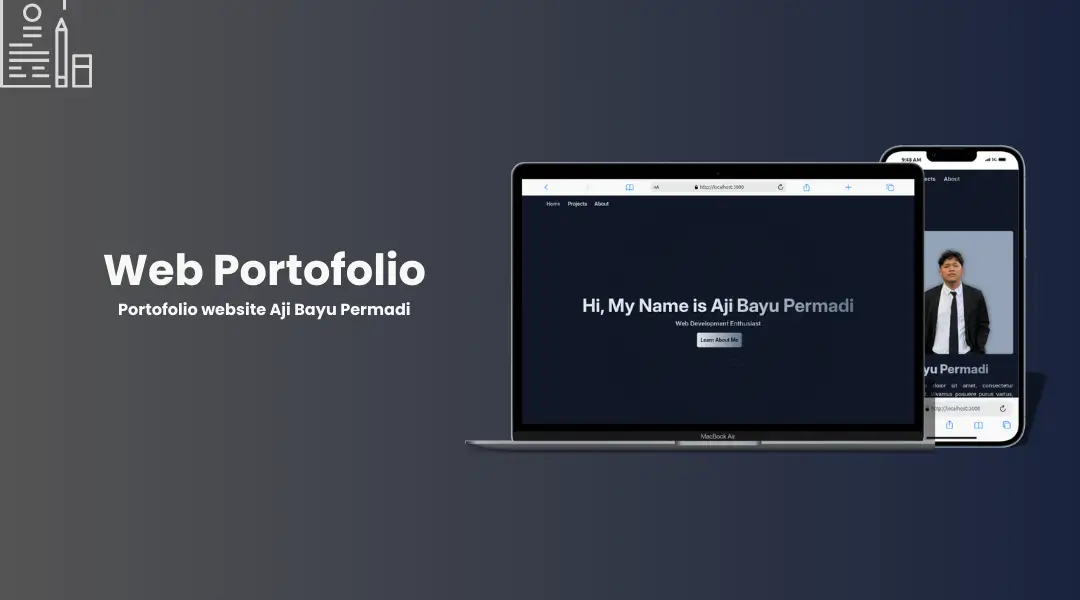 Web Portofolio
Portofolio website Aji Bayu Permadi
http://localhost:3000
Home Projects About
Hi, My Name is Aji Bayu Permadi
Web Development Enthusiast
Learn About Me
MacBook Air
9:48 AM
ects About
yu Permadi
dolor sit amet, consectetur
Vivamus posuere purus varius,
http://localhost:3000